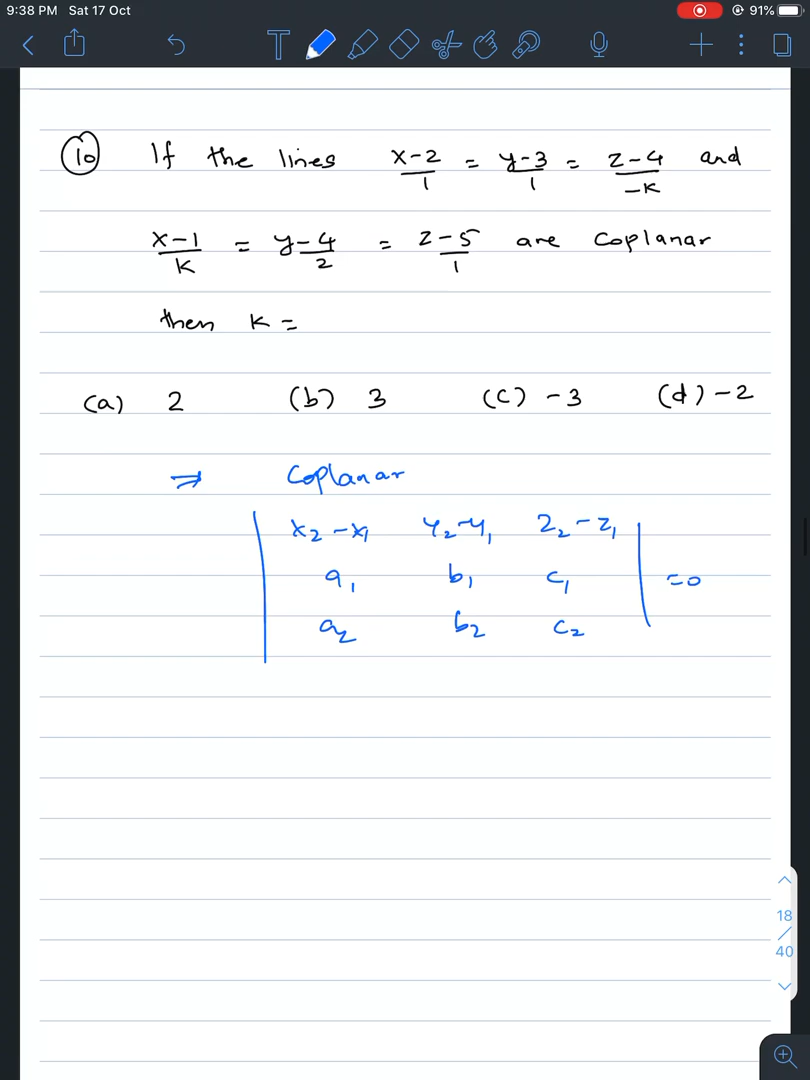 9:38 PM Sat 17 Oct 91%
T
(10) If the lines x-2/1 = y-3/1 = z-4/-k and
x-1/k = y-4/2 = z-5/1 are coplanar
then k =
(a) 2 (b) 3 (c) -3 (d) -2
⇒ Coplanar
| x₂-x₁ y₂-y₁ z₂-z₁ |
| a₁ b₁ c₁ | =0
| a₂ b₂ c₂ |
18
/
40